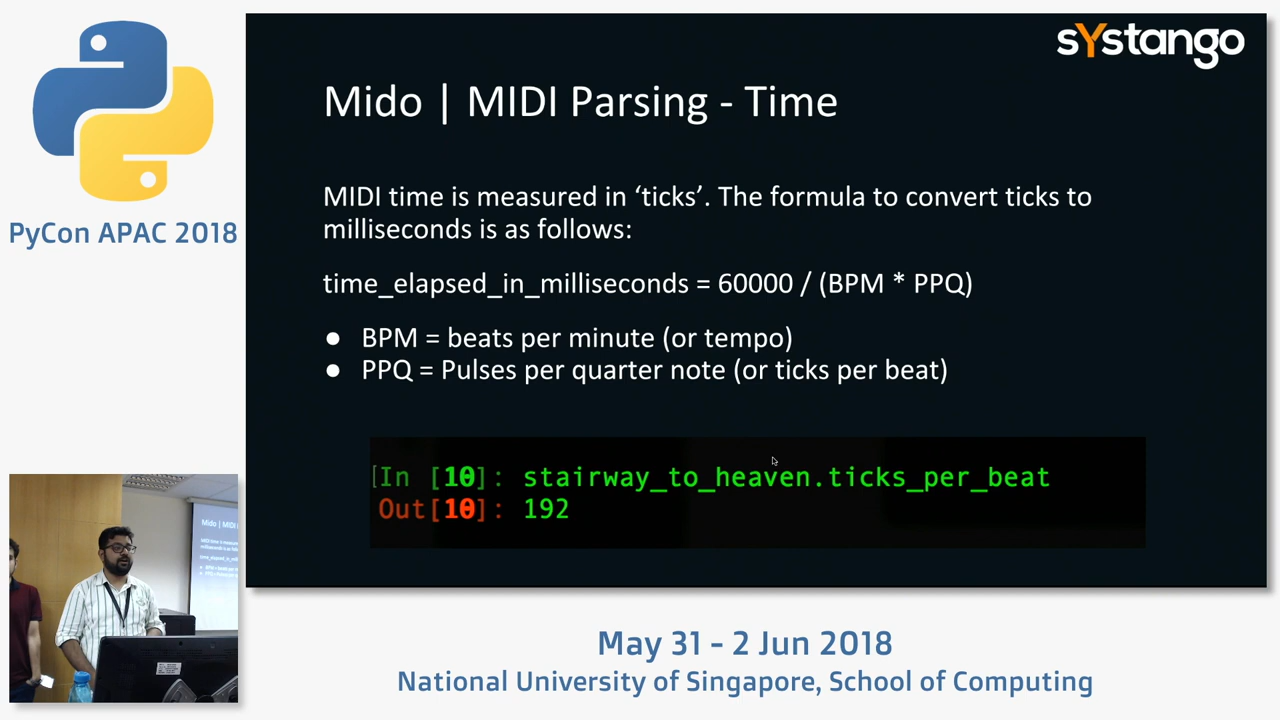 PyCon APAC 2018
sYstango
Mido | MIDI Parsing - Time
MIDI time is measured in ‘ticks’. The formula to convert ticks to
milliseconds is as follows:
time_elapsed_in_milliseconds = 60000 / (BPM * PPQ)
● BPM = beats per minute (or tempo)
● PPQ = Pulses per quarter note (or ticks per beat)
[In [10]: stairway_to_heaven.ticks_per_beat
Out[10]: 192
Mido | MIDI
May 31 - 2 Jun 2018
National University of Singapore, School of Computing